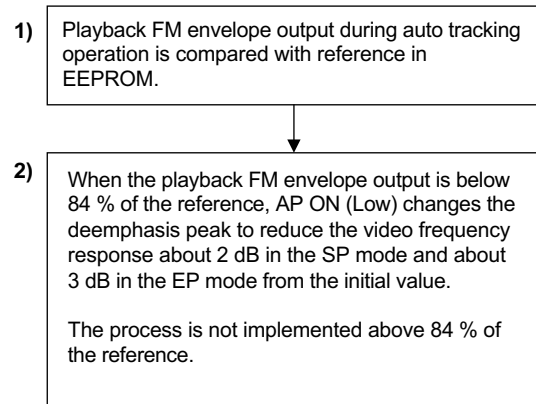 1)
Playback FM envelope output during auto tracking
operation is compared with reference in
EEPROM.
2)
When the playback FM envelope output is below
84 % of the reference, AP ON (Low) changes the
deemphasis peak to reduce the video frequency
response about 2 dB in the SP mode and about
3 dB in the EP mode from the initial value.
The process is not implemented above 84 % of
the reference.